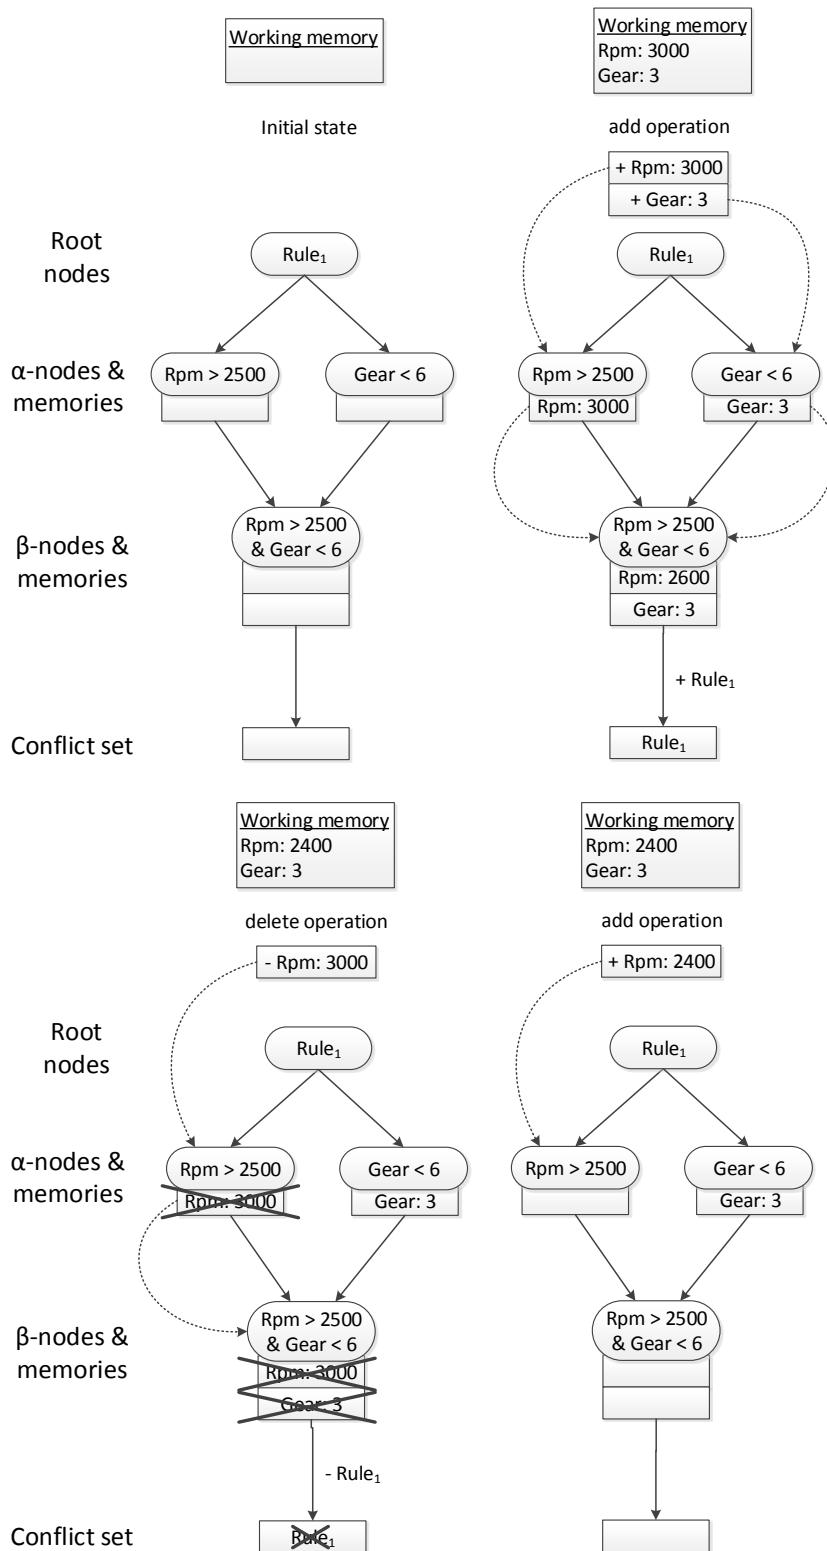 Working memory
Initial state
Working memory
Rpm: 3000
Gear: 3
add operation
+ Rpm: 3000
+ Gear: 3
Root
nodes
Rule₁
Rule₁
α-nodes &
memories
Rpm > 2500
Gear < 6
Rpm > 2500
Rpm: 3000
Gear < 6
Gear: 3
β-nodes &
memories
Rpm > 2500
& Gear < 6
Rpm > 2500
& Gear < 6
Rpm: 2600
Gear: 3
+ Rule₁
Conflict set
Rule₁
Working memory
Rpm: 2400
Gear: 3
delete operation
- Rpm: 3000
Working memory
Rpm: 2400
Gear: 3
add operation
+ Rpm: 2400
Root
nodes
Rule₁
Rule₁
α-nodes &
memories
Rpm > 2500
Rpm: 3000
Gear < 6
Gear: 3
Rpm > 2500
Gear < 6
Gear: 3
β-nodes &
memories
Rpm > 2500
& Gear < 6
Rpm: 3000
Gear: 3
Rpm > 2500
& Gear < 6
- Rule₁
Conflict set
Rule₁